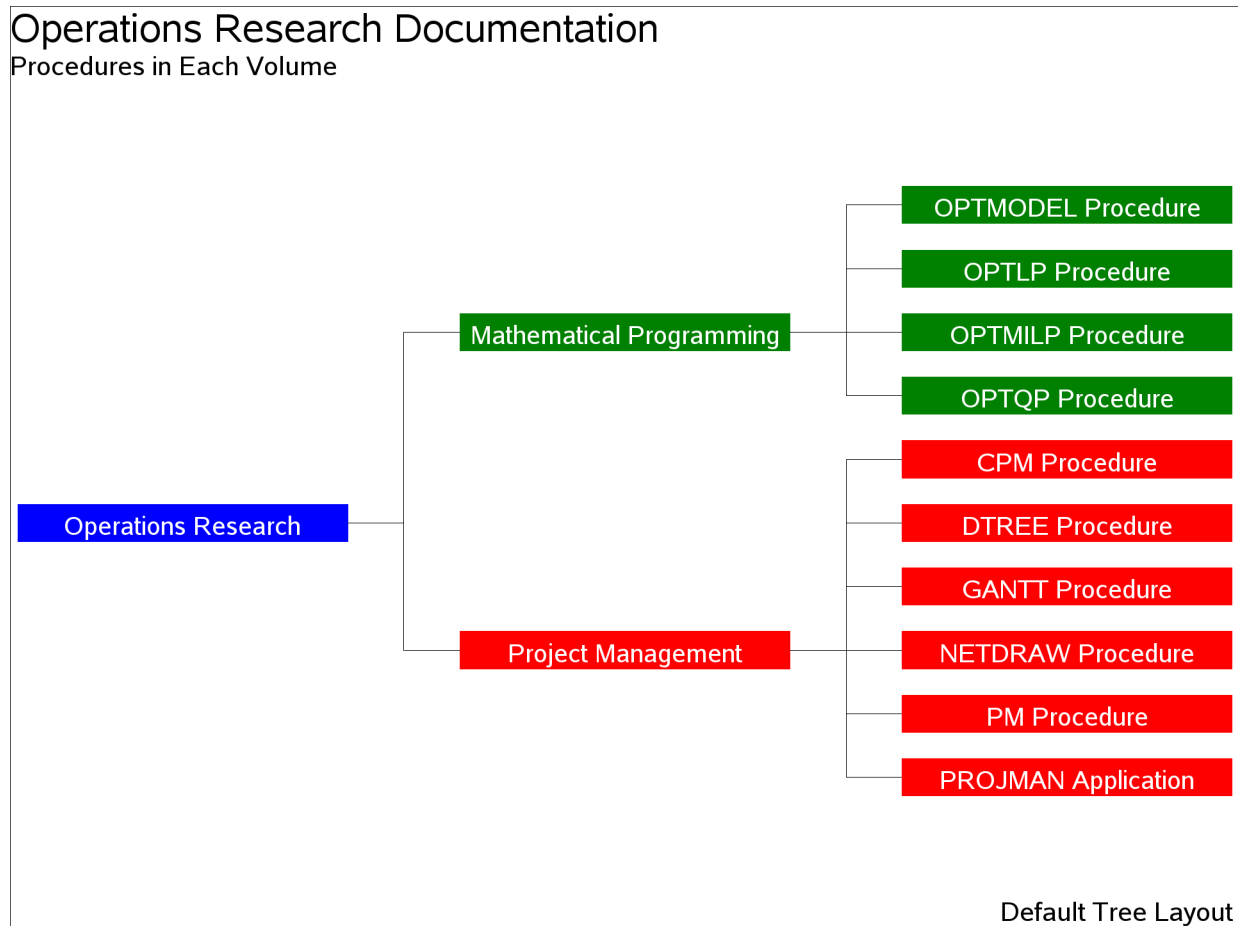 Operations Research Documentation
Procedures in Each Volume
OPTMODEL Procedure
OPTLP Procedure
Mathematical Programming
OPTMILP Procedure
OPTQP Procedure
CPM Procedure
Operations Research
DTREE Procedure
GANTT Procedure
Project Management
NETDRAW Procedure
PM Procedure
PROJMAN Application
Default Tree Layout